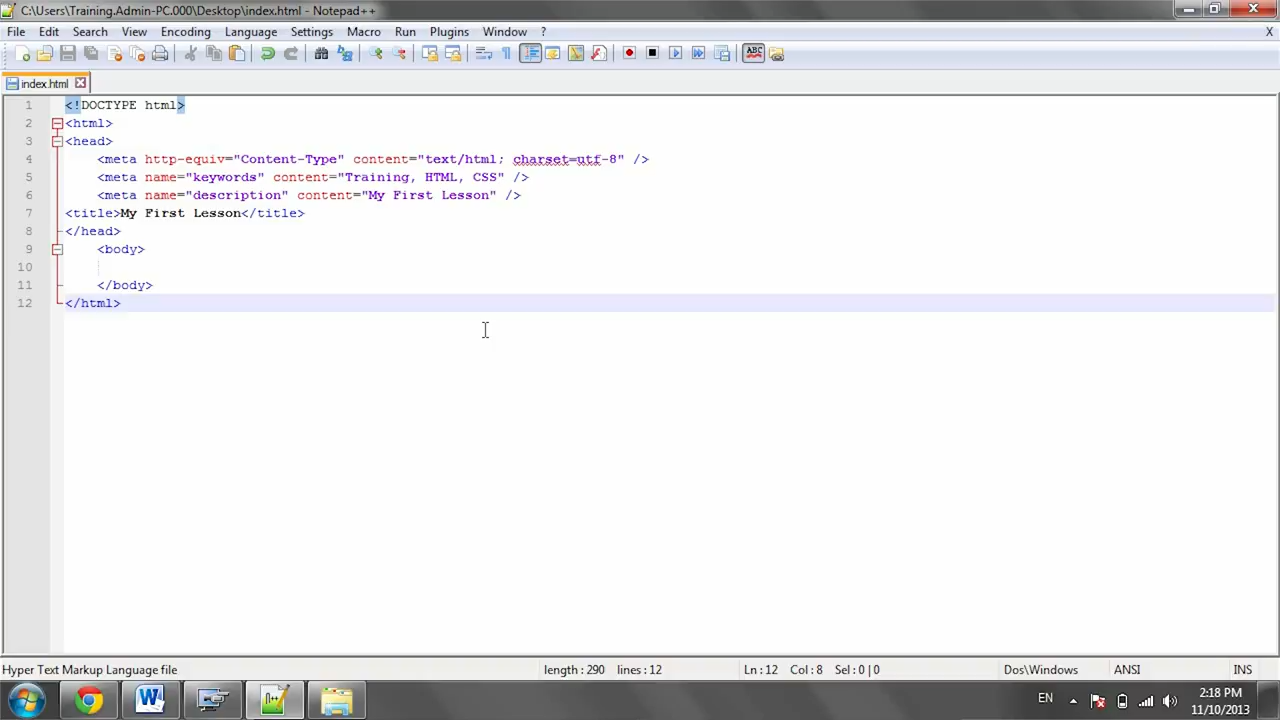 C:\Users\Training.Admin-PC.000\Desktop\index.html - Notepad++
File Edit Search View Encoding Language Settings Macro Run Plugins Window ? X
ABC
index.html
1 <!DOCTYPE html>
2 <html>
3 <head>
4 <meta http-equiv="Content-Type" content="text/html; charset=utf-8" />
5 <meta name="keywords" content="Training, HTML, CSS" />
6 <meta name="description" content="My First Lesson" />
7 <title>My First Lesson</title>
8 </head>
9 <body>
10
11 </body>
12 </html>
Hyper Text Markup Language file length : 290 lines : 12 Ln : 12 Col : 8 Sel : 0 | 0 Dos\Windows ANSI INS
EN 2:18 PM
11/10/2013